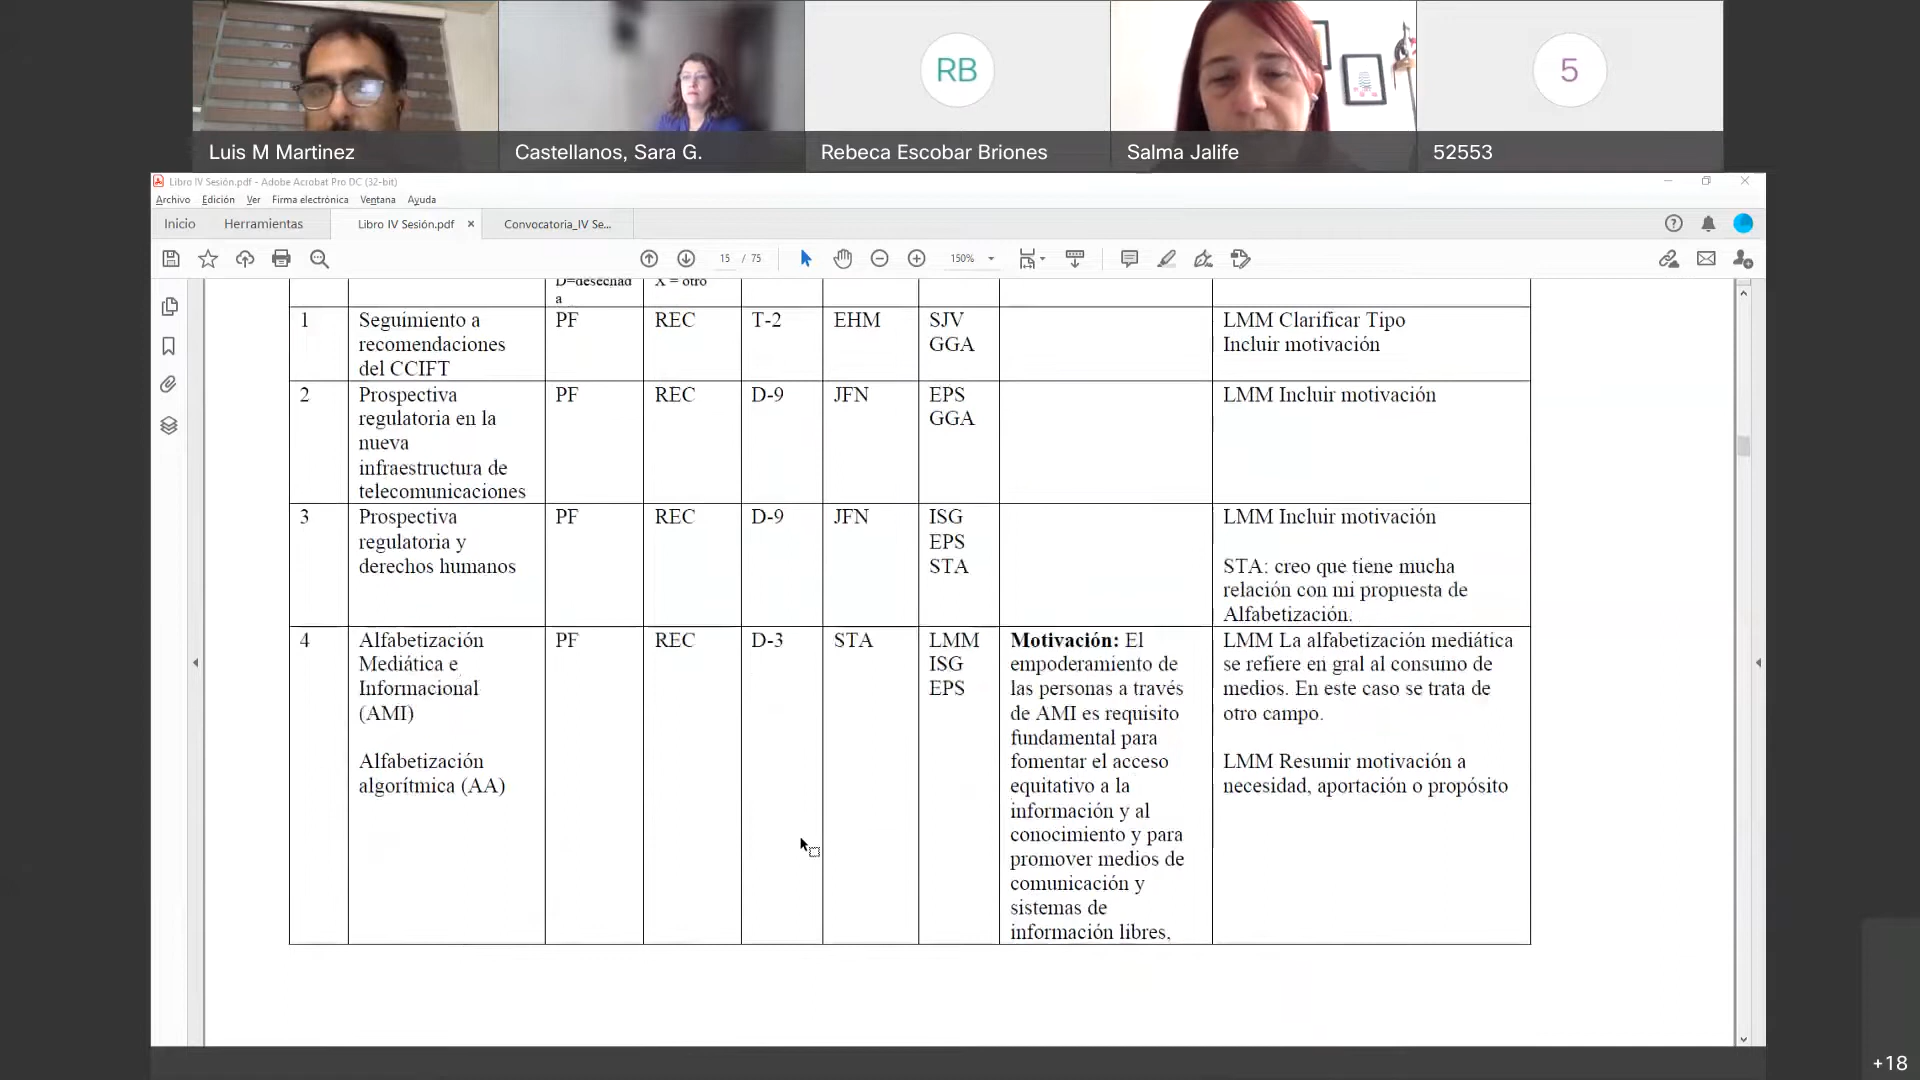 RB
5
Luis M Martinez
Castellanos, Sara G.
Rebeca Escobar Briones
Salma Jalife
52553
Libro IV Sesión.pdf - Adobe Acrobat Pro DC (32-bit)
Archivo Edición Ver Firma electrónica Ventana Ayuda
Inicio Herramientas Libro IV Sesión.pdf × Convocatoria_IV Se...
15 / 75 150%
D=desechad
a
X = otro
1
Seguimiento a
recomendaciones
del CCIFT
PF
REC
T-2
EHM
SJV
GGA
LMM Clarificar Tipo
Incluir motivación
2
Prospectiva
regulatoria en la
nueva
infraestructura de
telecomunicaciones
PF
REC
D-9
JFN
EPS
GGA
LMM Incluir motivación
3
Prospectiva
regulatoria y
derechos humanos
PF
REC
D-9
JFN
ISG
EPS
STA
LMM Incluir motivación
STA: creo que tiene mucha
relación con mi propuesta de
Alfabetización.
4
Alfabetización
Mediática e
Informacional
(AMI)
Alfabetización
algorítmica (AA)
PF
REC
D-3
STA
LMM
ISG
EPS
Motivación: El
empoderamiento de
las personas a través
de AMI es requisito
fundamental para
fomentar el acceso
equitativo a la
información y al
conocimiento y para
promover medios de
comunicación y
sistemas de
información libres,
LMM La alfabetización mediática
se refiere en gral al consumo de
medios. En este caso se trata de
otro campo.
LMM Resumir motivación a
necesidad, aportación o propósito
+18